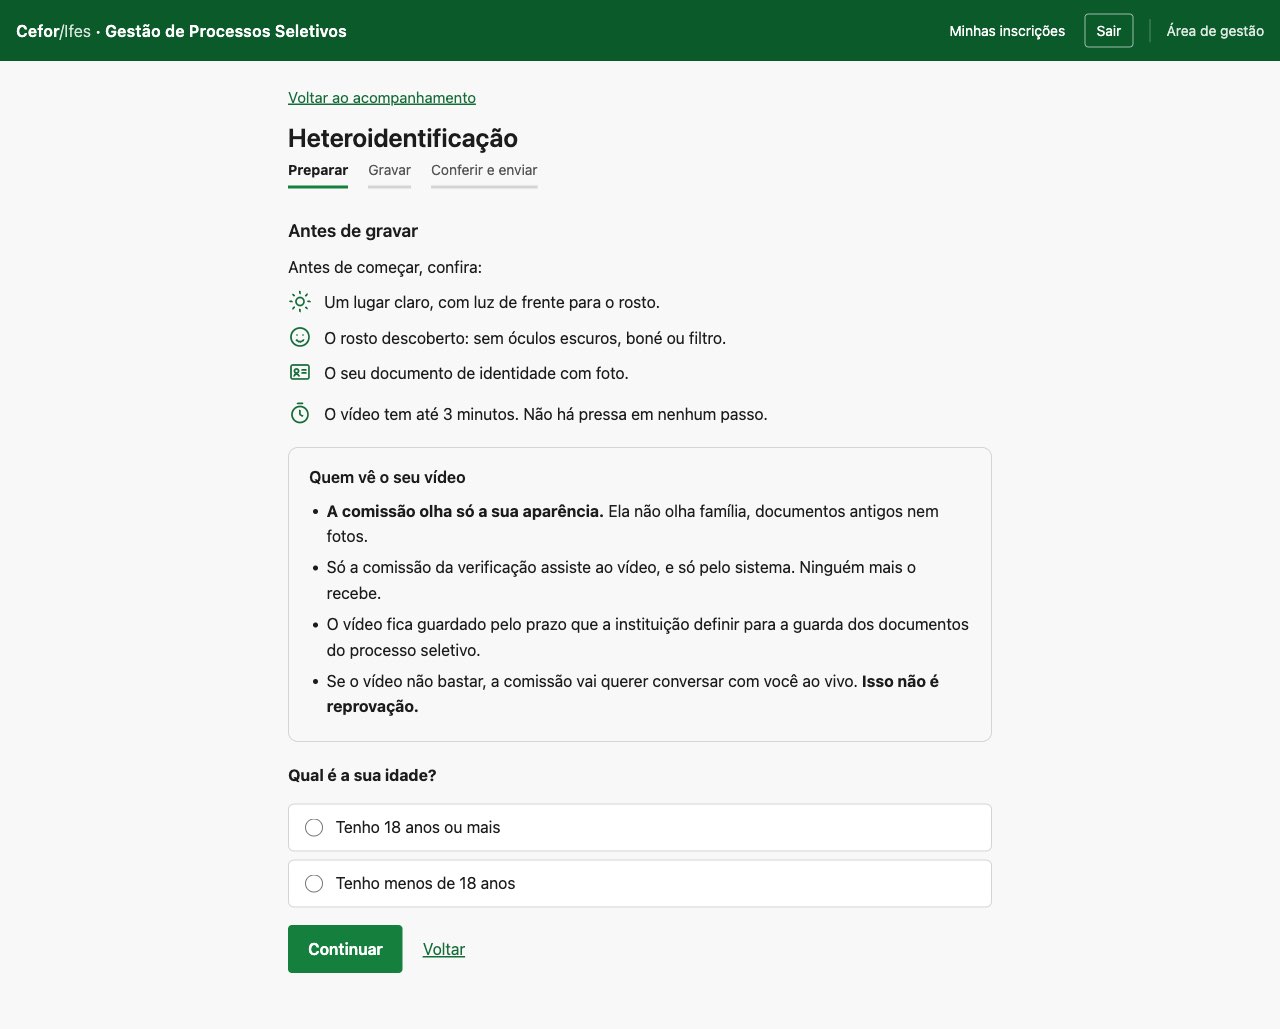 Cefor/Ifes · Gestão de Processos Seletivos
Minhas inscrições
Sair
Área de gestão
Voltar ao acompanhamento
Heteroidentificação
Preparar
Gravar
Conferir e enviar
Antes de gravar
Antes de começar, confira:
Um lugar claro, com luz de frente para o rosto.
O rosto descoberto: sem óculos escuros, boné ou filtro.
O seu documento de identidade com foto.
O vídeo tem até 3 minutos. Não há pressa em nenhum passo.
Quem vê o seu vídeo
• A comissão olha só a sua aparência. Ela não olha família, documentos antigos nem
fotos.
• Só a comissão da verificação assiste ao vídeo, e só pelo sistema. Ninguém mais o
recebe.
• O vídeo fica guardado pelo prazo que a instituição definir para a guarda dos documentos
do processo seletivo.
• Se o vídeo não bastar, a comissão vai querer conversar com você ao vivo. Isso não é
reprovação.
Qual é a sua idade?
Tenho 18 anos ou mais
Tenho menos de 18 anos
Continuar
Voltar